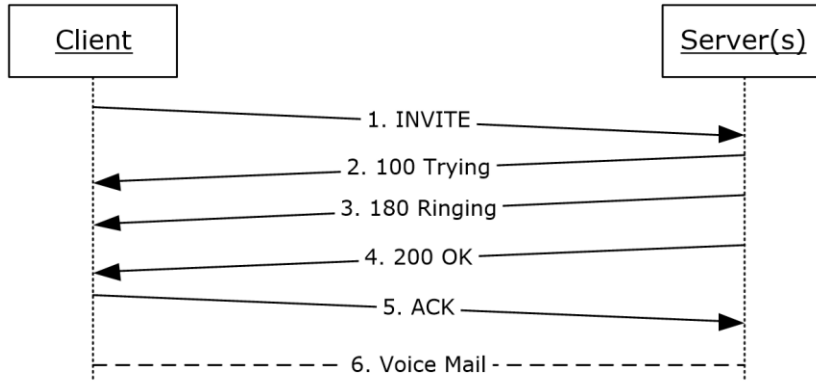 Client
Server(s)
1. INVITE
2. 100 Trying
3. 180 Ringing
4. 200 OK
5. ACK
6. Voice Mail